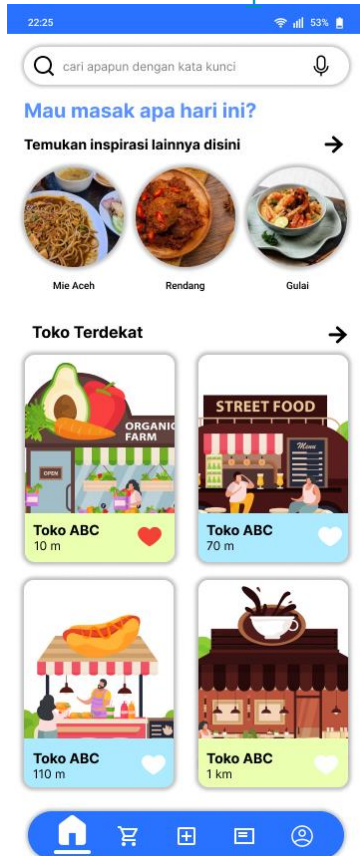 22:25
53%
cari apapun dengan kata kunci
Mau masak apa hari ini?
Temukan inspirasi lainnya disini
Mie Aceh
Rendang
Gulai
Toko Terdekat
ORGANIC
FARM
OPEN
STREET FOOD
Menu
Toko ABC
10 m
Toko ABC
70 m
Toko ABC
110 m
Toko ABC
1 km